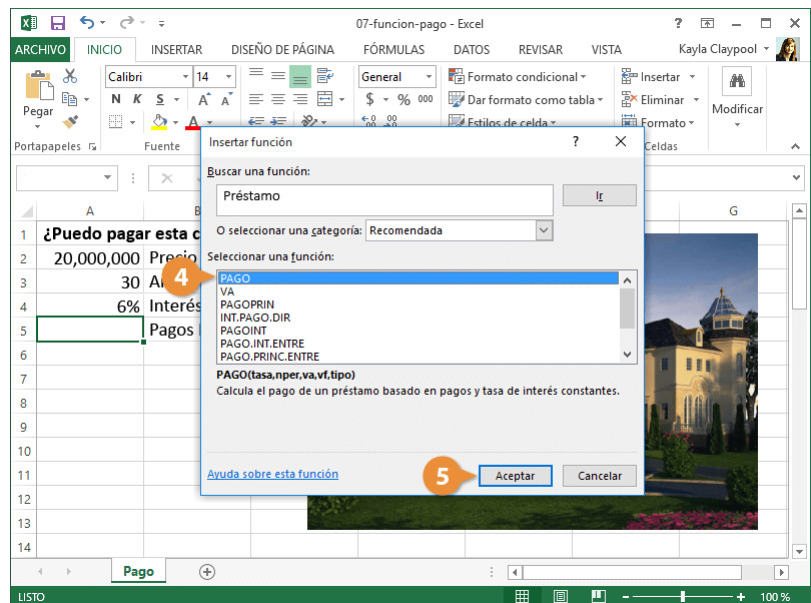 07-funcion-pago - Excel
ARCHIVO INICIO INSERTAR DISEÑO DE PÁGINA FÓRMULAS DATOS REVISAR VISTA Kayla Claypool
Pegar
Calibri 14
N K S A A
A
General
$ % 000
Formato condicional
Dar formato como tabla
Estilos de celda
Insertar
Eliminar
Formato
Modificar
Portapapeles Fuente Celdas
Insertar función ?
Buscar una función:
Préstamo
Ir
O seleccionar una categoría: Recomendada
Seleccionar una función:
PAGO
VA
PAGOPRIN
INT.PAGO.DIR
PAGOINT
PAGO.INT.ENTRE
PAGO.PRINC.ENTRE
PAGO(tasa,nper,va,vf,tipo)
Calcula el pago de un préstamo basado en pagos y tasa de interés constantes.
Ayuda sobre esta función
Aceptar Cancelar
4
5
A B G
1 ¿Puedo pagar esta c
2 20,000,000 Precio
3 30
4 6% Interés
5 Pagos
6
7
8
9
10
11
12
13
14
Pago
LISTO 100 %